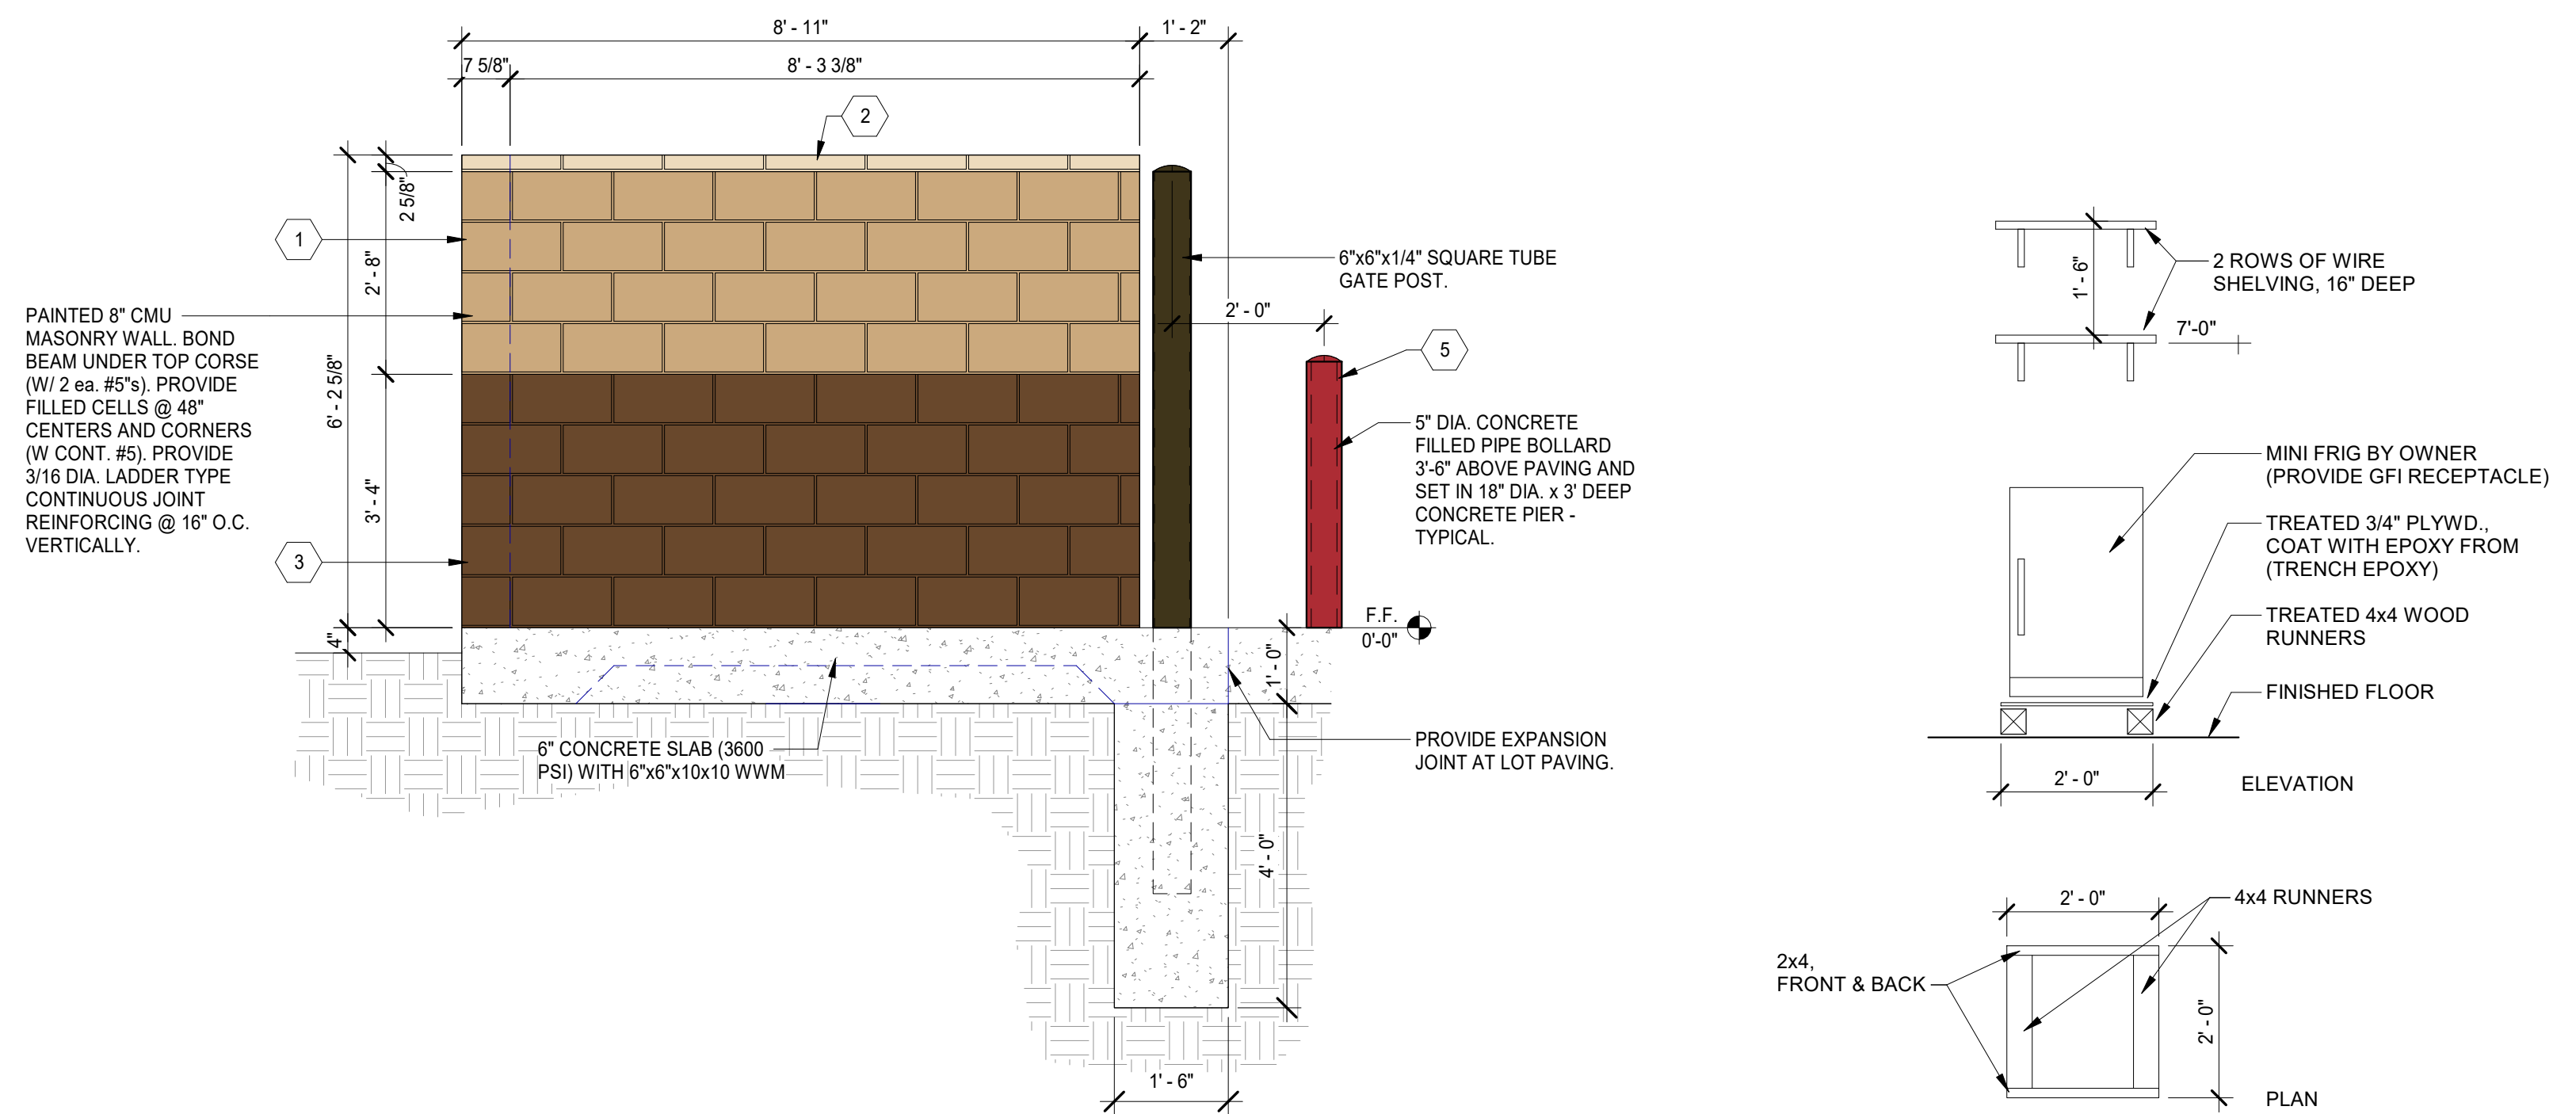 8' - 11"
1' - 2"
7 5/8"
8' - 3 3/8"
2
2 5/8"
1
2' - 8"
6' - 2 5/8"
3' - 4"
4"
3
PAINTED 8" CMU
MASONRY WALL. BOND
BEAM UNDER TOP CORSE
(W/ 2 ea. #5"s). PROVIDE
FILLED CELLS @ 48"
CENTERS AND CORNERS
(W CONT. #5). PROVIDE
3/16 DIA. LADDER TYPE
CONTINUOUS JOINT
REINFORCING @ 16" O.C.
VERTICALLY.
6"x6"x1/4" SQUARE TUBE
GATE POST.
2' - 0"
5
5" DIA. CONCRETE
FILLED PIPE BOLLARD
3'-6" ABOVE PAVING AND
SET IN 18" DIA. x 3' DEEP
CONCRETE PIER -
TYPICAL.
F.F.
0'-0"
1' - 0"
6" CONCRETE SLAB (3600
PSI) WITH 6"x6"x10x10 WWM
PROVIDE EXPANSION
JOINT AT LOT PAVING.
4' - 0"
1' - 6"
1' - 6"
2 ROWS OF WIRE
SHELVING, 16" DEEP
7'-0"
MINI FRIG BY OWNER
(PROVIDE GFI RECEPTACLE)
TREATED 3/4" PLYWD.,
COAT WITH EPOXY FROM
(TRENCH EPOXY)
TREATED 4x4 WOOD
RUNNERS
FINISHED FLOOR
2' - 0"
ELEVATION
2' - 0"
4x4 RUNNERS
2x4,
FRONT & BACK
2' - 0"
PLAN